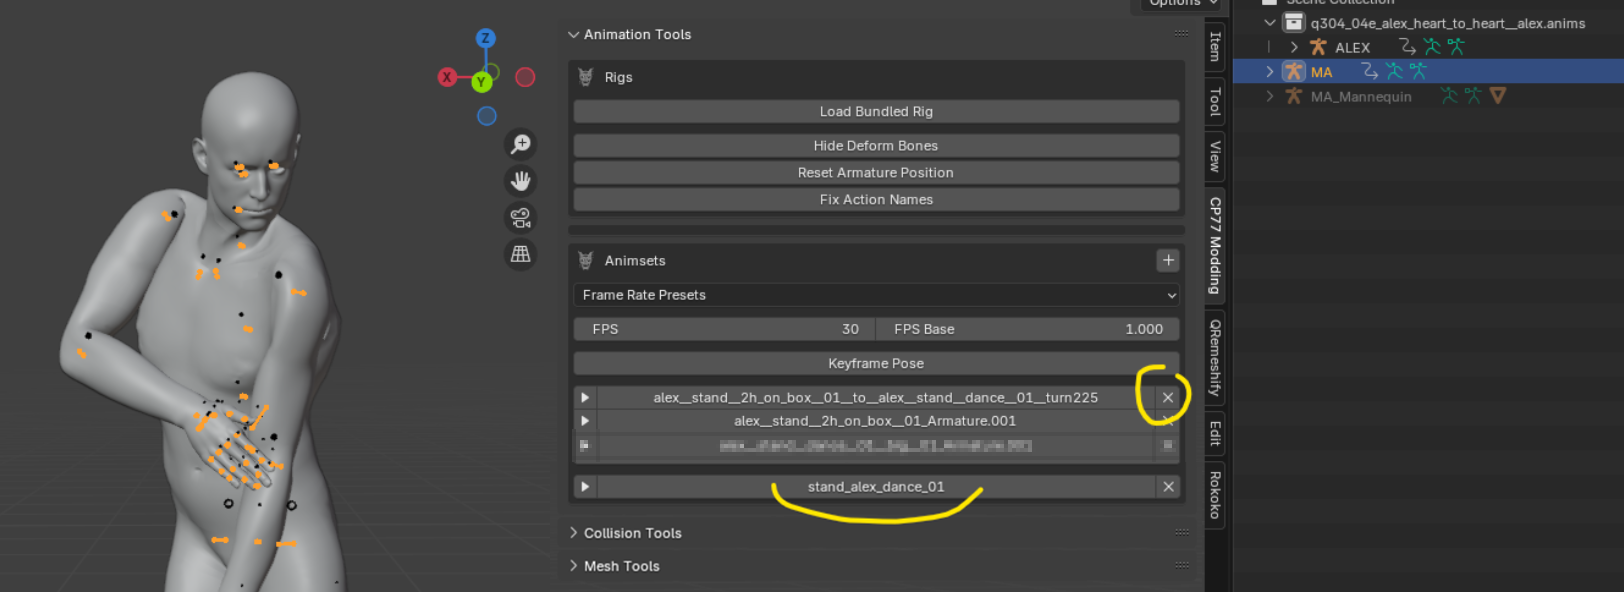 Options
Scene Collection
Animation Tools
q304_04e_alex_heart_to_heart__alex.anims
ALEX
MA
MA_Mannequin
Z
X
Y
Rigs
Load Bundled Rig
Hide Deform Bones
Reset Armature Position
Fix Action Names
Animsets
Frame Rate Presets
FPS 30 FPS Base 1.000
Keyframe Pose
alex__stand__2h_on_box__01__to__alex__stand__dance__01__turn225
alex__stand__2h_on_box__01_Armature.001
stand_alex_dance_01
Collision Tools
Mesh Tools
Item
Tool
View
CP77 Modding
QRemeshify
Edit
Rokoko